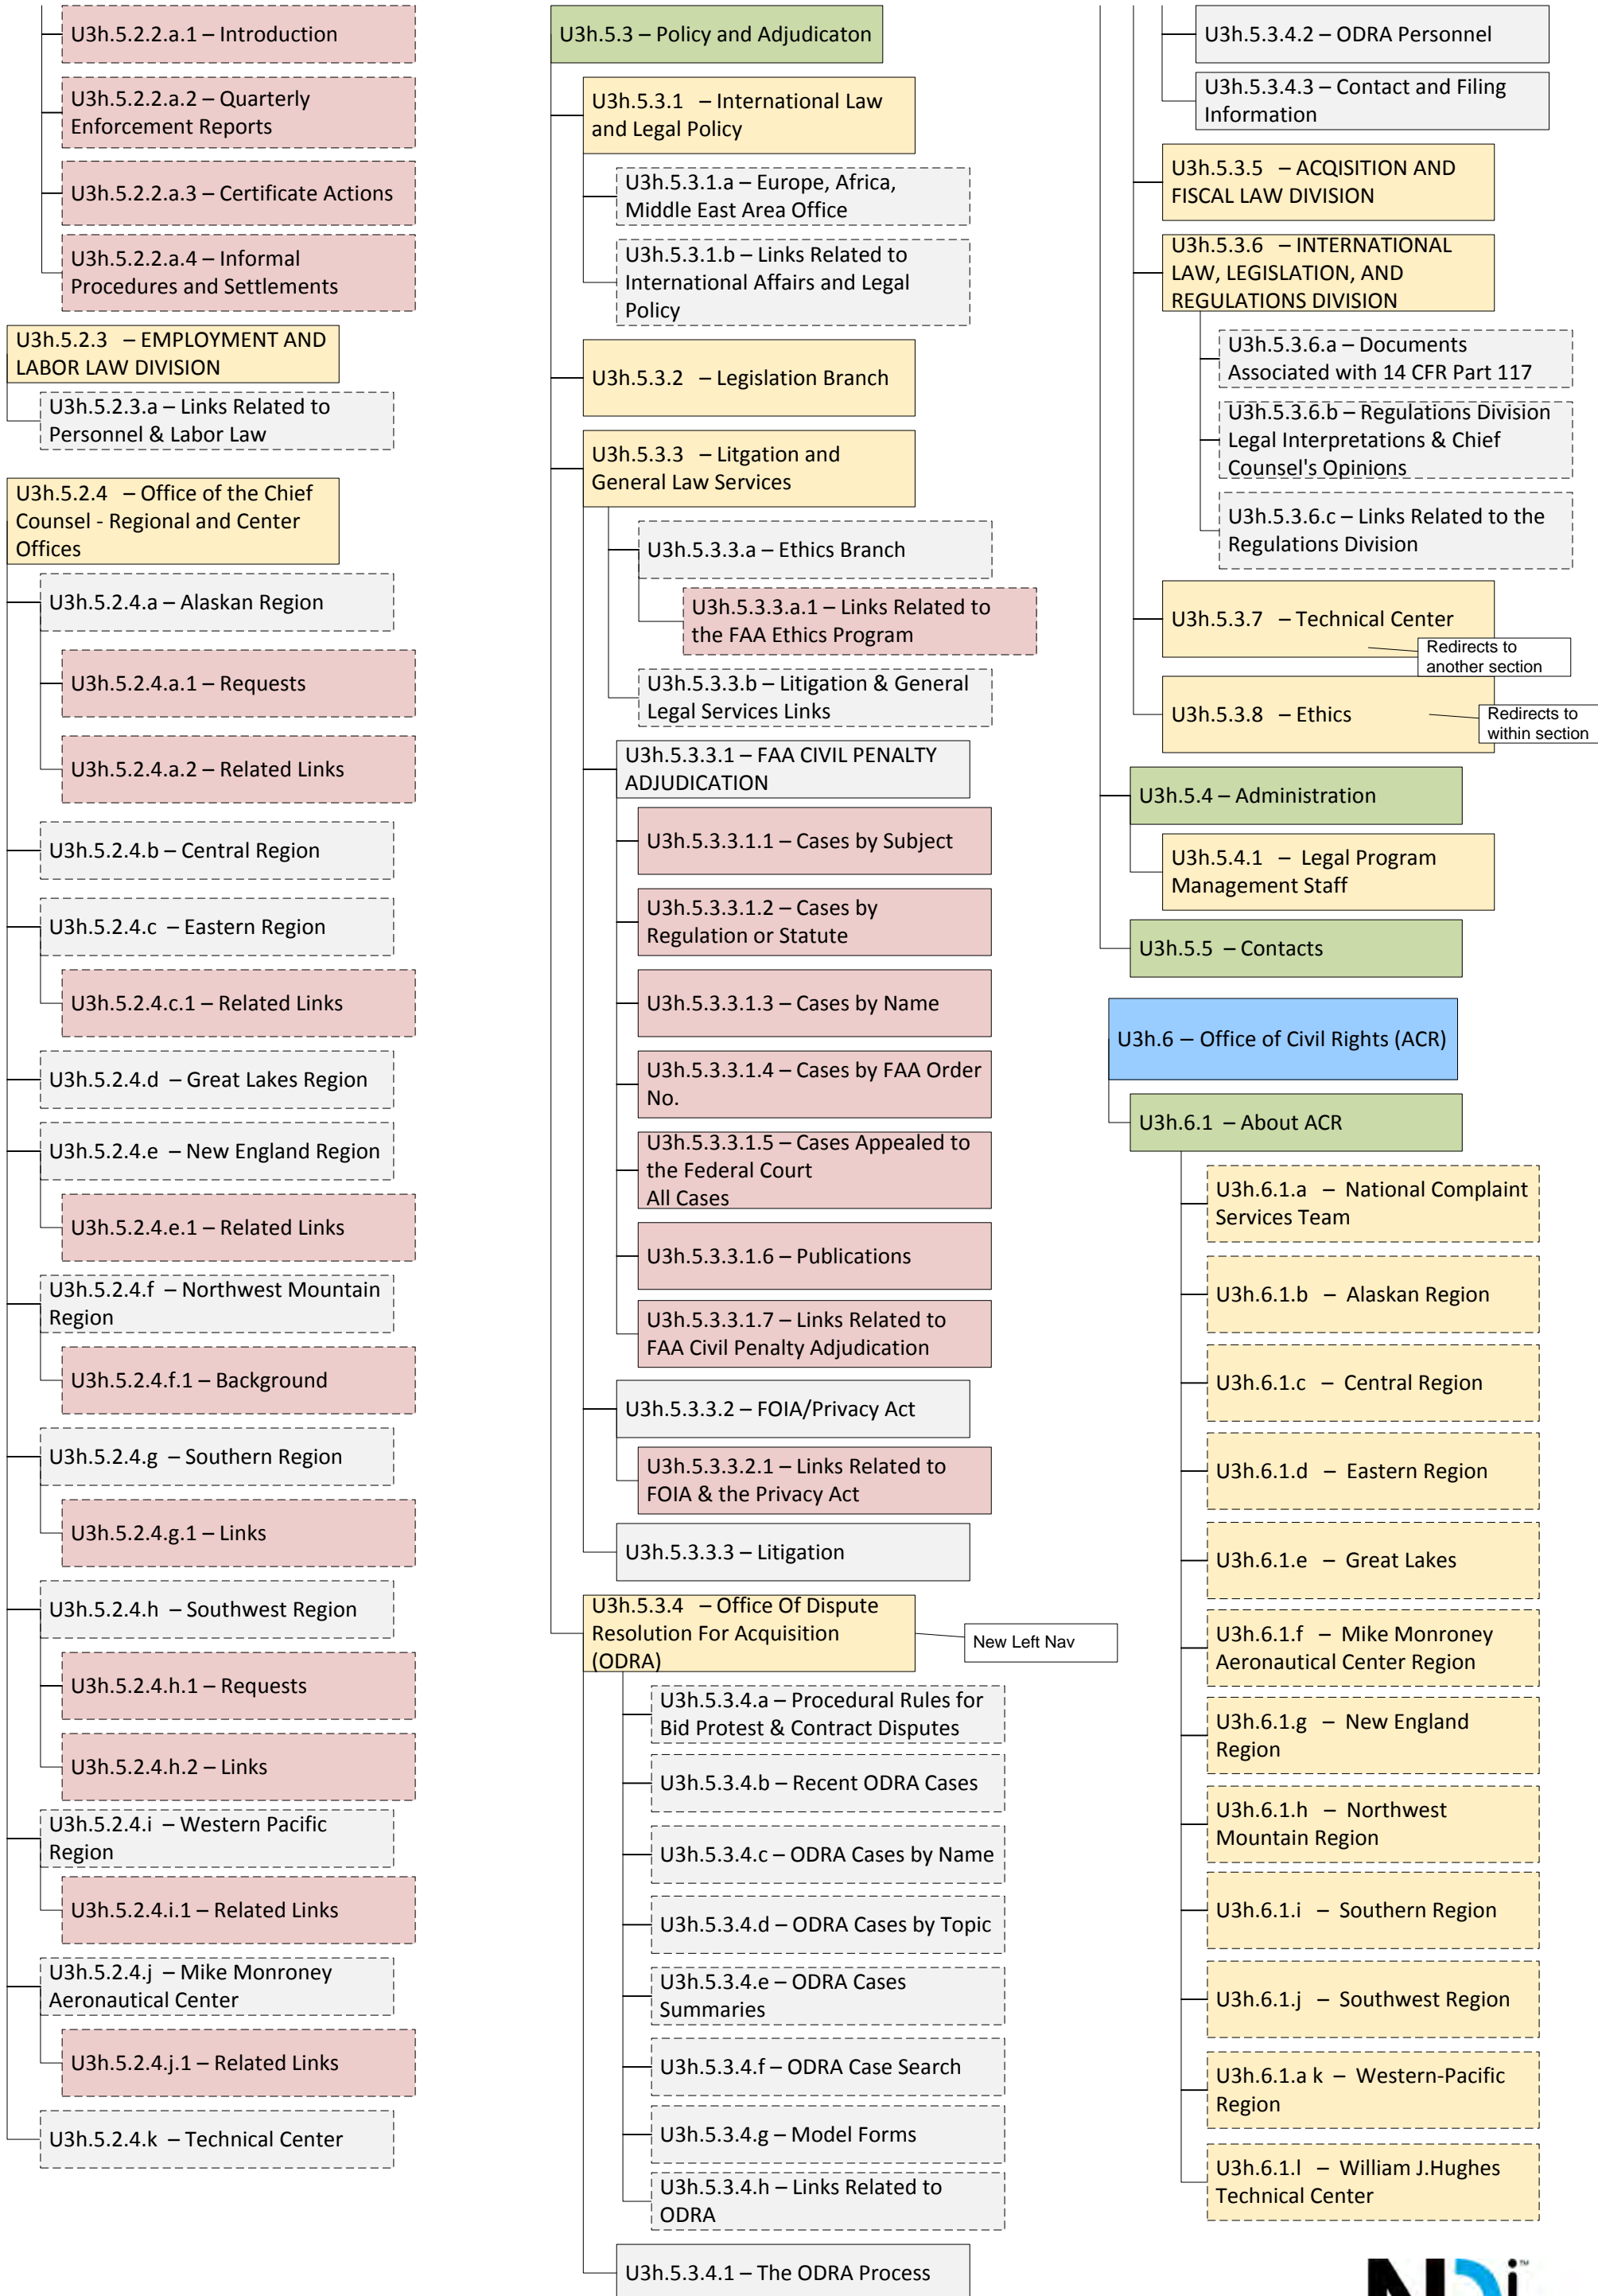 U3h.5.2.2.a.1 – Introduction
U3h.5.2.2.a.2 – Quarterly
Enforcement Reports
U3h.5.2.2.a.3 – Certificate Actions
U3h.5.2.2.a.4 – Informal
Procedures and Settlements
U3h.5.2.3 – EMPLOYMENT AND
LABOR LAW DIVISION
U3h.5.2.3.a – Links Related to
Personnel & Labor Law
U3h.5.2.4 – Office of the Chief
Counsel - Regional and Center
Offices
U3h.5.2.4.a – Alaskan Region
U3h.5.2.4.a.1 – Requests
U3h.5.2.4.a.2 – Related Links
U3h.5.2.4.b – Central Region
U3h.5.2.4.c – Eastern Region
U3h.5.2.4.c.1 – Related Links
U3h.5.2.4.d – Great Lakes Region
U3h.5.2.4.e – New England Region
U3h.5.2.4.e.1 – Related Links
U3h.5.2.4.f – Northwest Mountain
Region
U3h.5.2.4.f.1 – Background
U3h.5.2.4.g – Southern Region
U3h.5.2.4.g.1 – Links
U3h.5.2.4.h – Southwest Region
U3h.5.2.4.h.1 – Requests
U3h.5.2.4.h.2 – Links
U3h.5.2.4.i – Western Pacific
Region
U3h.5.2.4.i.1 – Related Links
U3h.5.2.4.j – Mike Monroney
Aeronautical Center
U3h.5.2.4.j.1 – Related Links
U3h.5.2.4.k – Technical Center
U3h.5.3 – Policy and Adjudicaton
U3h.5.3.1 – International Law
and Legal Policy
U3h.5.3.1.a – Europe, Africa,
Middle East Area Office
U3h.5.3.1.b – Links Related to
International Affairs and Legal
Policy
U3h.5.3.2 – Legislation Branch
U3h.5.3.3 – Litgation and
General Law Services
U3h.5.3.3.a – Ethics Branch
U3h.5.3.3.a.1 – Links Related to
the FAA Ethics Program
U3h.5.3.3.b – Litigation & General
Legal Services Links
U3h.5.3.3.1 – FAA CIVIL PENALTY
ADJUDICATION
U3h.5.3.3.1.1 – Cases by Subject
U3h.5.3.3.1.2 – Cases by
Regulation or Statute
U3h.5.3.3.1.3 – Cases by Name
U3h.5.3.3.1.4 – Cases by FAA Order
No.
U3h.5.3.3.1.5 – Cases Appealed to
the Federal Court
All Cases
U3h.5.3.3.1.6 – Publications
U3h.5.3.3.1.7 – Links Related to
FAA Civil Penalty Adjudication
U3h.5.3.3.2 – FOIA/Privacy Act
U3h.5.3.3.2.1 – Links Related to
FOIA & the Privacy Act
U3h.5.3.3.3 – Litigation
U3h.5.3.4 – Office Of Dispute
Resolution For Acquisition
(ODRA)
New Left Nav
U3h.5.3.4.a – Procedural Rules for
Bid Protest & Contract Disputes
U3h.5.3.4.b – Recent ODRA Cases
U3h.5.3.4.c – ODRA Cases by Name
U3h.5.3.4.d – ODRA Cases by Topic
U3h.5.3.4.e – ODRA Cases
Summaries
U3h.5.3.4.f – ODRA Case Search
U3h.5.3.4.g – Model Forms
U3h.5.3.4.h – Links Related to
ODRA
U3h.5.3.4.1 – The ODRA Process
U3h.5.3.4.2 – ODRA Personnel
U3h.5.3.4.3 – Contact and Filing
Information
U3h.5.3.5 – ACQISITION AND
FISCAL LAW DIVISION
U3h.5.3.6 – INTERNATIONAL
LAW, LEGISLATION, AND
REGULATIONS DIVISION
U3h.5.3.6.a – Documents
Associated with 14 CFR Part 117
U3h.5.3.6.b – Regulations Division
Legal Interpretations & Chief
Counsel's Opinions
U3h.5.3.6.c – Links Related to the
Regulations Division
U3h.5.3.7 – Technical Center
Redirects to
another section
U3h.5.3.8 – Ethics
Redirects to
within section
U3h.5.4 – Administration
U3h.5.4.1 – Legal Program
Management Staff
U3h.5.5 – Contacts
U3h.6 – Office of Civil Rights (ACR)
U3h.6.1 – About ACR
U3h.6.1.a – National Complaint
Services Team
U3h.6.1.b – Alaskan Region
U3h.6.1.c – Central Region
U3h.6.1.d – Eastern Region
U3h.6.1.e – Great Lakes
U3h.6.1.f – Mike Monroney
Aeronautical Center Region
U3h.6.1.g – New England
Region
U3h.6.1.h – Northwest
Mountain Region
U3h.6.1.i – Southern Region
U3h.6.1.j – Southwest Region
U3h.6.1.a k – Western-Pacific
Region
U3h.6.1.l – William J.Hughes
Technical Center
NDi™